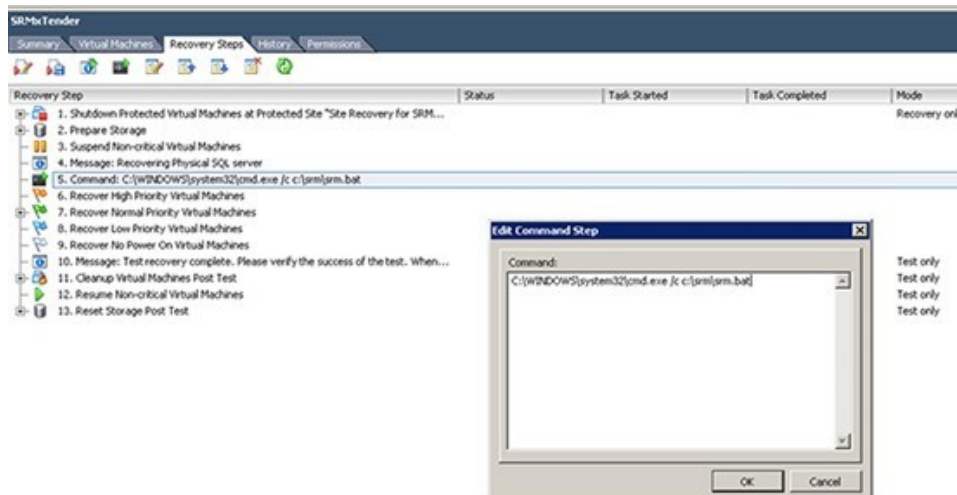 SRMxTender
Summary Virtual Machines Recovery Steps History Permissions
Recovery Step Status Task Started Task Completed Mode
1. Shutdown Protected Virtual Machines at Protected Site "Site Recovery for SRM... Recovery onl
2. Prepare Storage
3. Suspend Non-critical Virtual Machines
4. Message: Recovering Physical SQL server
5. Command: C:\WINDOWS\system32\cmd.exe /c c:\srm\srm.bat
6. Recover High Priority Virtual Machines
7. Recover Normal Priority Virtual Machines
8. Recover Low Priority Virtual Machines
9. Recover No Power On Virtual Machines
10. Message: Test recovery complete. Please verify the success of the test. When... Test only
11. Cleanup Virtual Machines Post Test Test only
12. Resume Non-critical Virtual Machines Test only
13. Reset Storage Post Test Test only
Edit Command Step
Command:
C:\WINDOWS\system32\cmd.exe /c c:\srm\srm.bat
OK Cancel